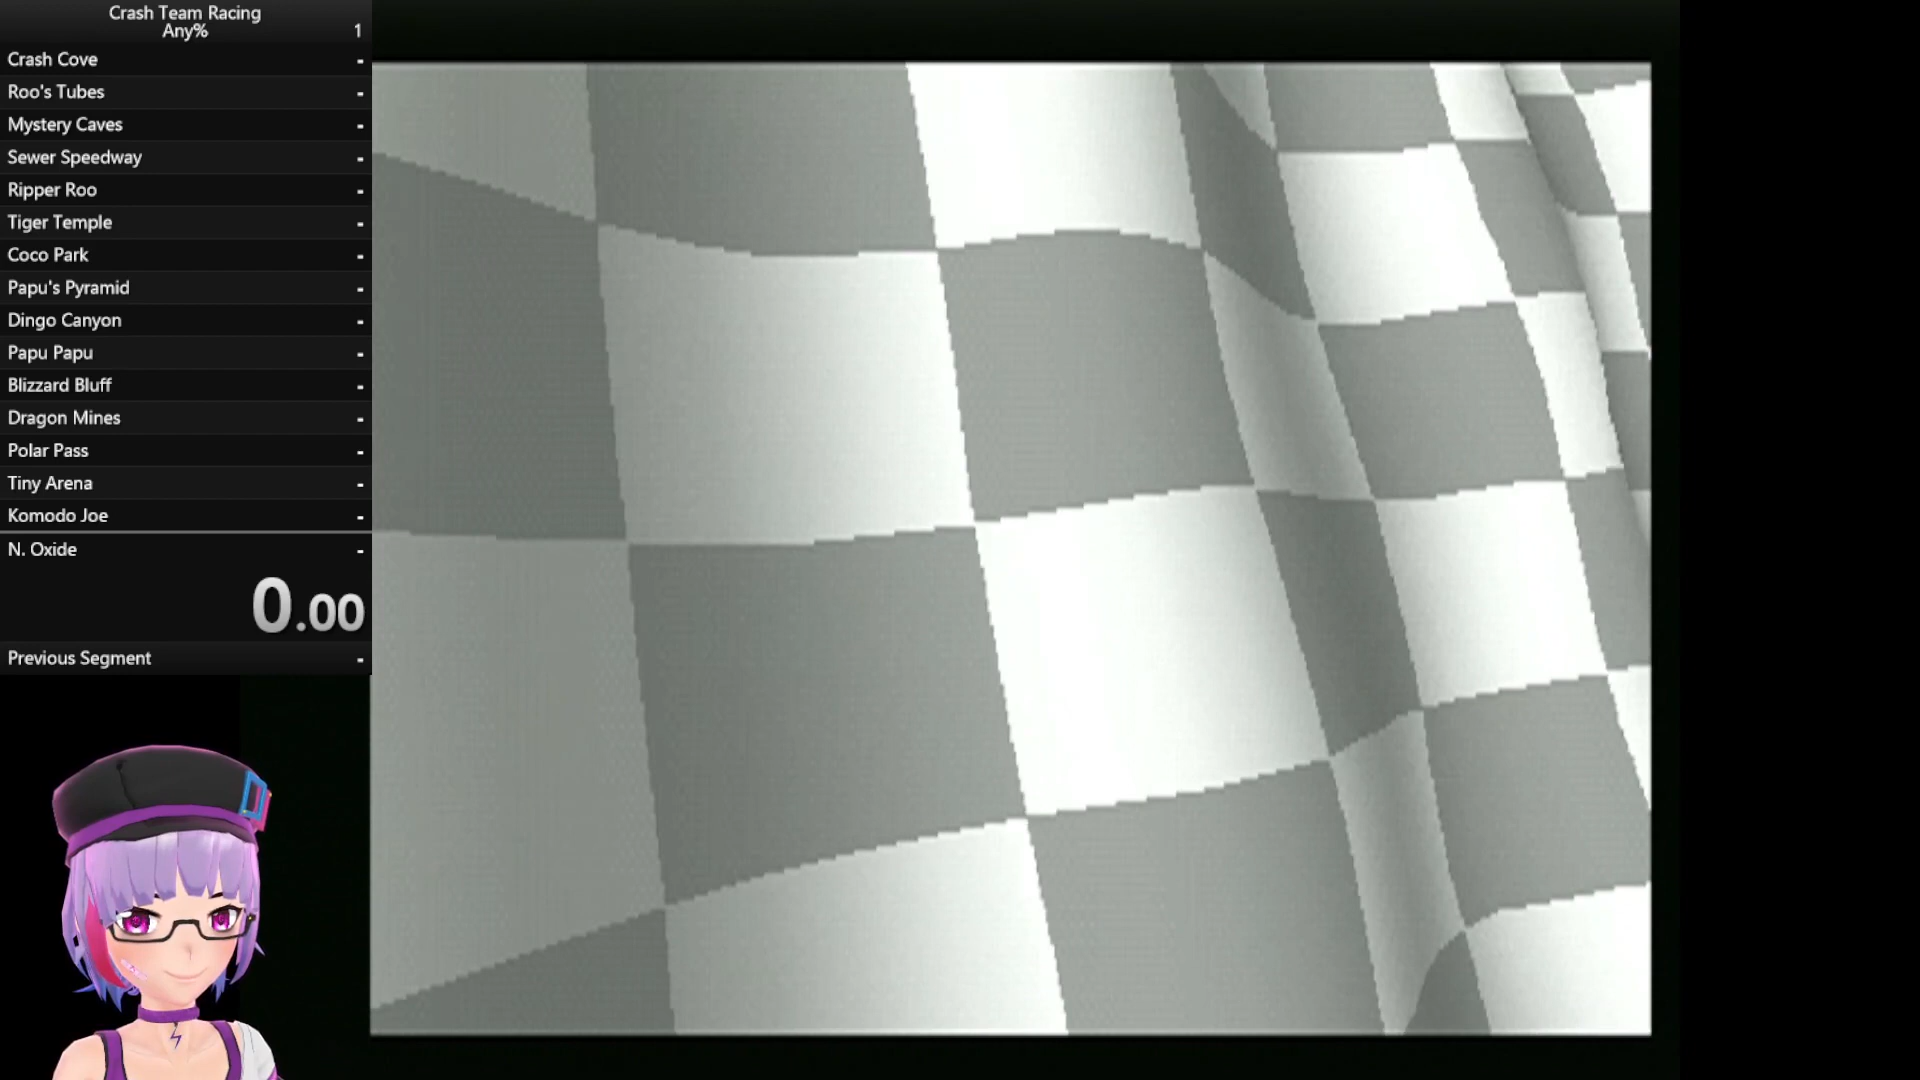 Crash Team Racing
Any% 1
Crash Cove -
Roo's Tubes -
Mystery Caves -
Sewer Speedway -
Ripper Roo -
Tiger Temple -
Coco Park -
Papu's Pyramid -
Dingo Canyon -
Papu Papu -
Blizzard Bluff -
Dragon Mines -
Polar Pass -
Tiny Arena -
Komodo Joe -
N. Oxide -
0.00
Previous Segment -